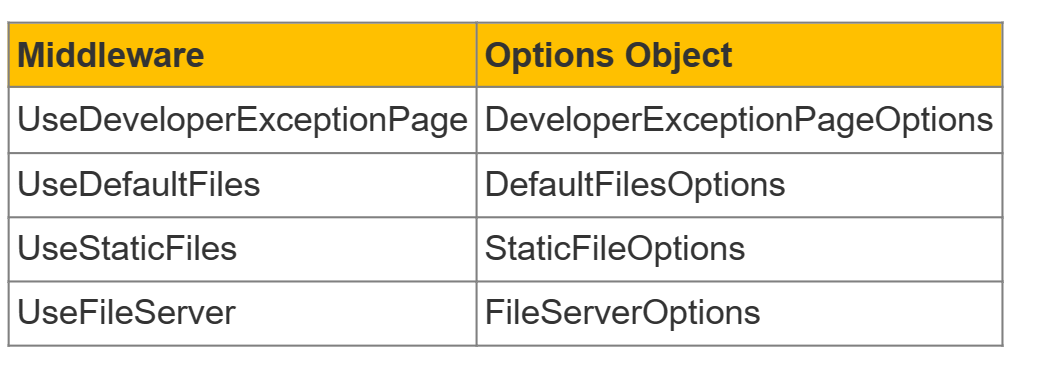 Middleware Options Object
UseDeveloperExceptionPage DeveloperExceptionPageOptions
UseDefaultFiles DefaultFilesOptions
UseStaticFiles StaticFileOptions
UseFileServer FileServerOptions